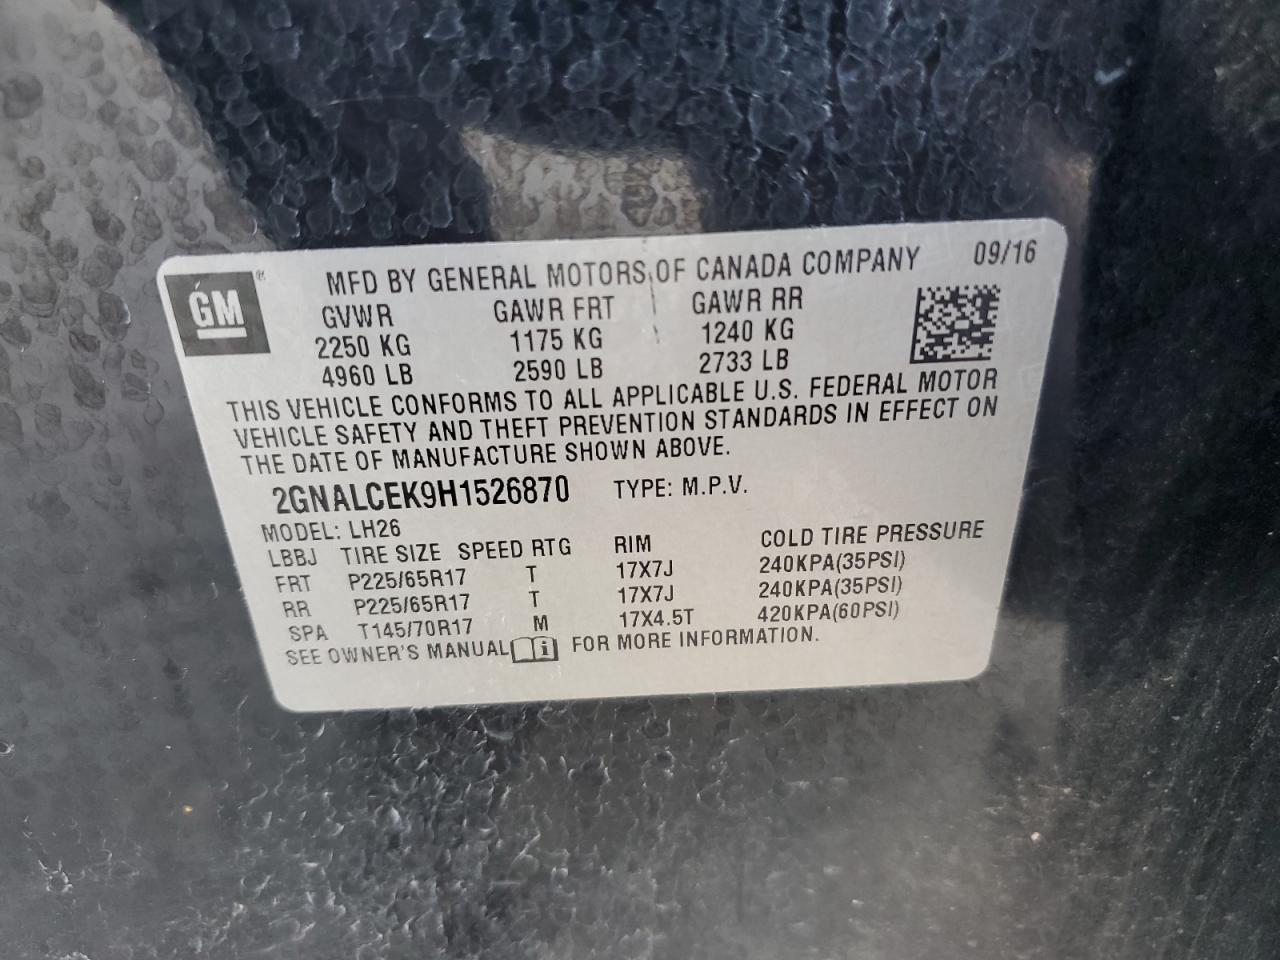 GM ® MFD BY GENERAL MOTORS OF CANADA COMPANY 09/16
GVWR GAWR FRT GAWR RR
2250 KG 1175 KG 1240 KG
4960 LB 2590 LB 2733 LB
THIS VEHICLE CONFORMS TO ALL APPLICABLE U.S. FEDERAL MOTOR
VEHICLE SAFETY AND THEFT PREVENTION STANDARDS IN EFFECT ON
THE DATE OF MANUFACTURE SHOWN ABOVE.
2GNALCEK9H1526870 TYPE: M.P.V.
MODEL: LH26
LBBJ TIRE SIZE SPEED RTG RIM COLD TIRE PRESSURE
FRT P225/65R17 T 17X7J 240KPA(35PSI)
RR P225/65R17 T 17X7J 240KPA(35PSI)
SPA T145/70R17 M 17X4.5T 420KPA(60PSI)
SEE OWNER'S MANUAL i FOR MORE INFORMATION.